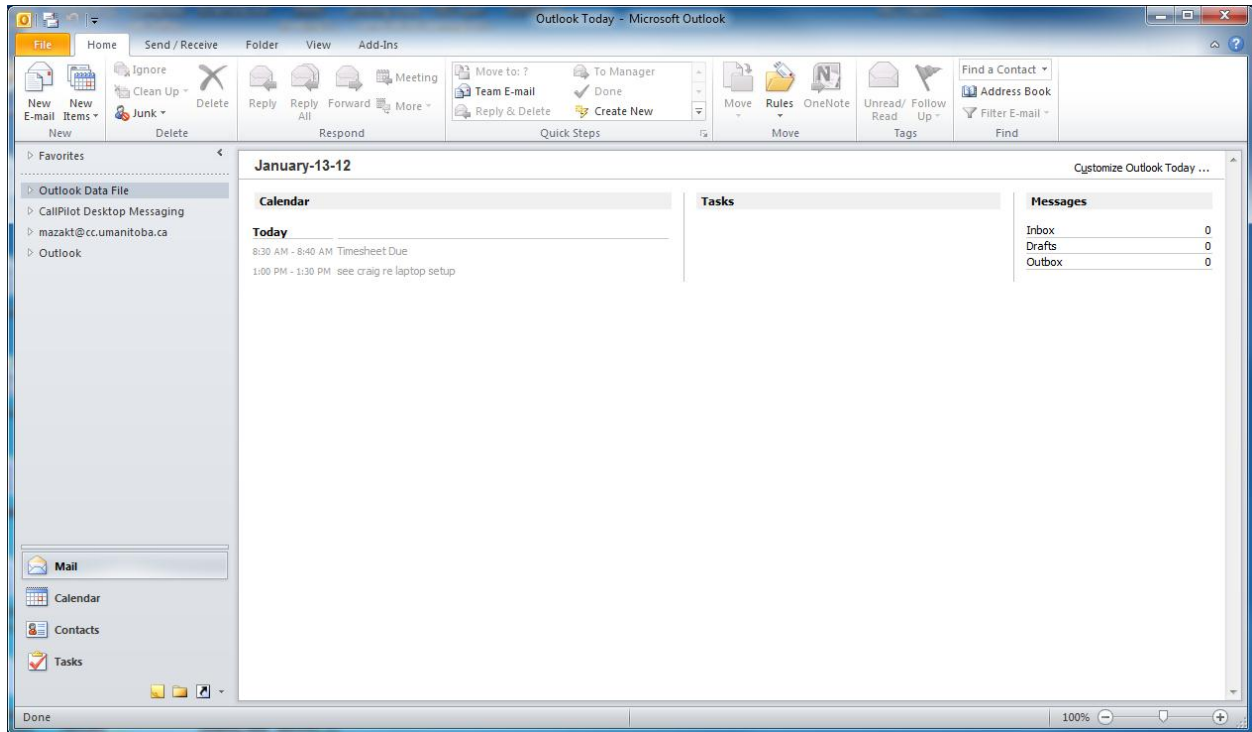 Outlook Today - Microsoft Outlook
File Home Send / Receive Folder View Add-Ins
New E-mail
New Items
New
Ignore
Clean Up
Junk
Delete
Delete
Reply
Reply All
Forward
Meeting
More
Respond
Move to: ?
Team E-mail
Reply & Delete
To Manager
Done
Create New
Quick Steps
Move
Rules
OneNote
Move
Unread/ Read
Follow Up
Tags
Find a Contact
Address Book
Filter E-mail
Find
Favorites
Outlook Data File
CallPilot Desktop Messaging
mazakt@cc.umanitoba.ca
Outlook
Mail
Calendar
Contacts
Tasks
January-13-12
Customize Outlook Today ...
Calendar
Today
8:30 AM - 8:40 AM Timesheet Due
1:00 PM - 1:30 PM see craig re laptop setup
Tasks
Messages
Inbox 0
Drafts 0
Outbox 0
Done
100%